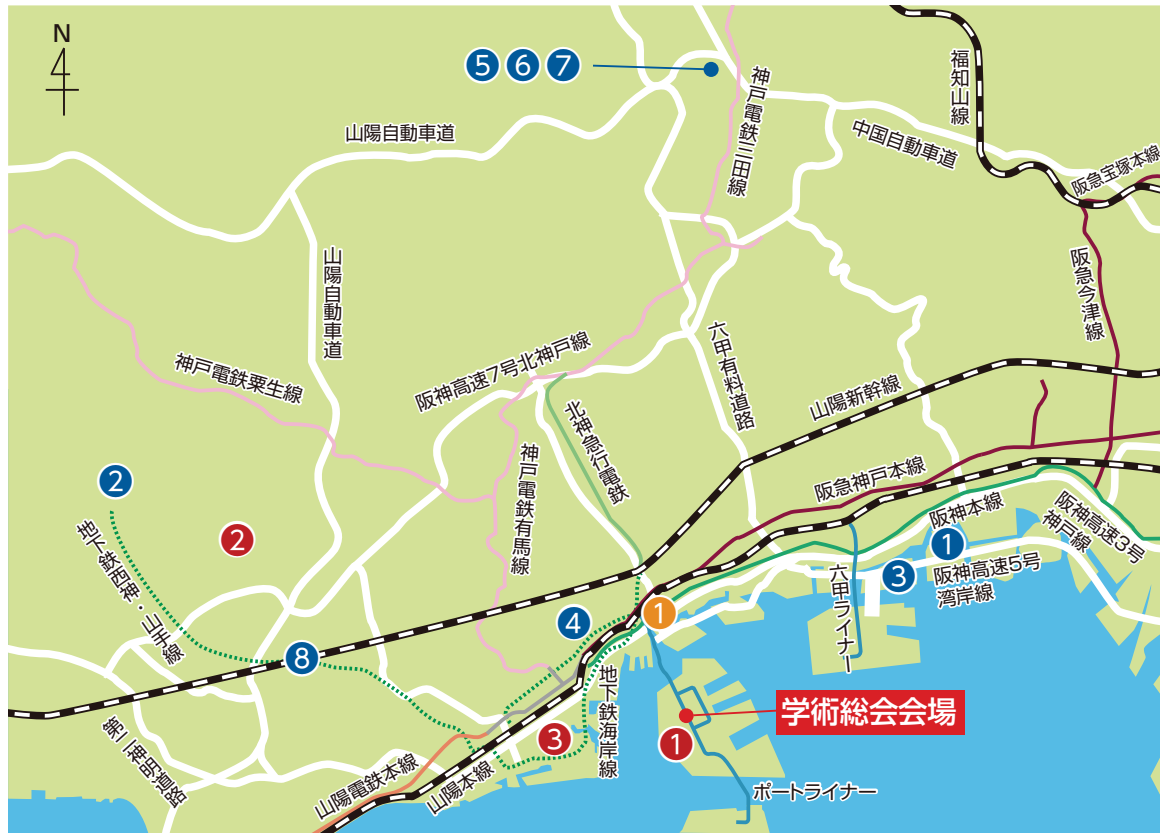 N
5 6 7
福知山線
山陽自動車道
神戸電鉄三田線
中国自動車道
阪急宝塚本線
山陽自動車道
阪急今津線
神戸電鉄粟生線
阪神高速7号北神戸線
六甲有料道路
山陽新幹線
北神急行電鉄
神戸電鉄有馬線
阪急神戸本線
2
地下鉄西神・山手線
2
阪神本線
1
阪神高速3号
神戸線
3
阪神高速5号
湾岸線
六甲ライナー
1
4
8
学術総会会場
地下鉄海岸線
3
1
第二神明道路
山陽電鉄本線
山陽本線
ポートライナー